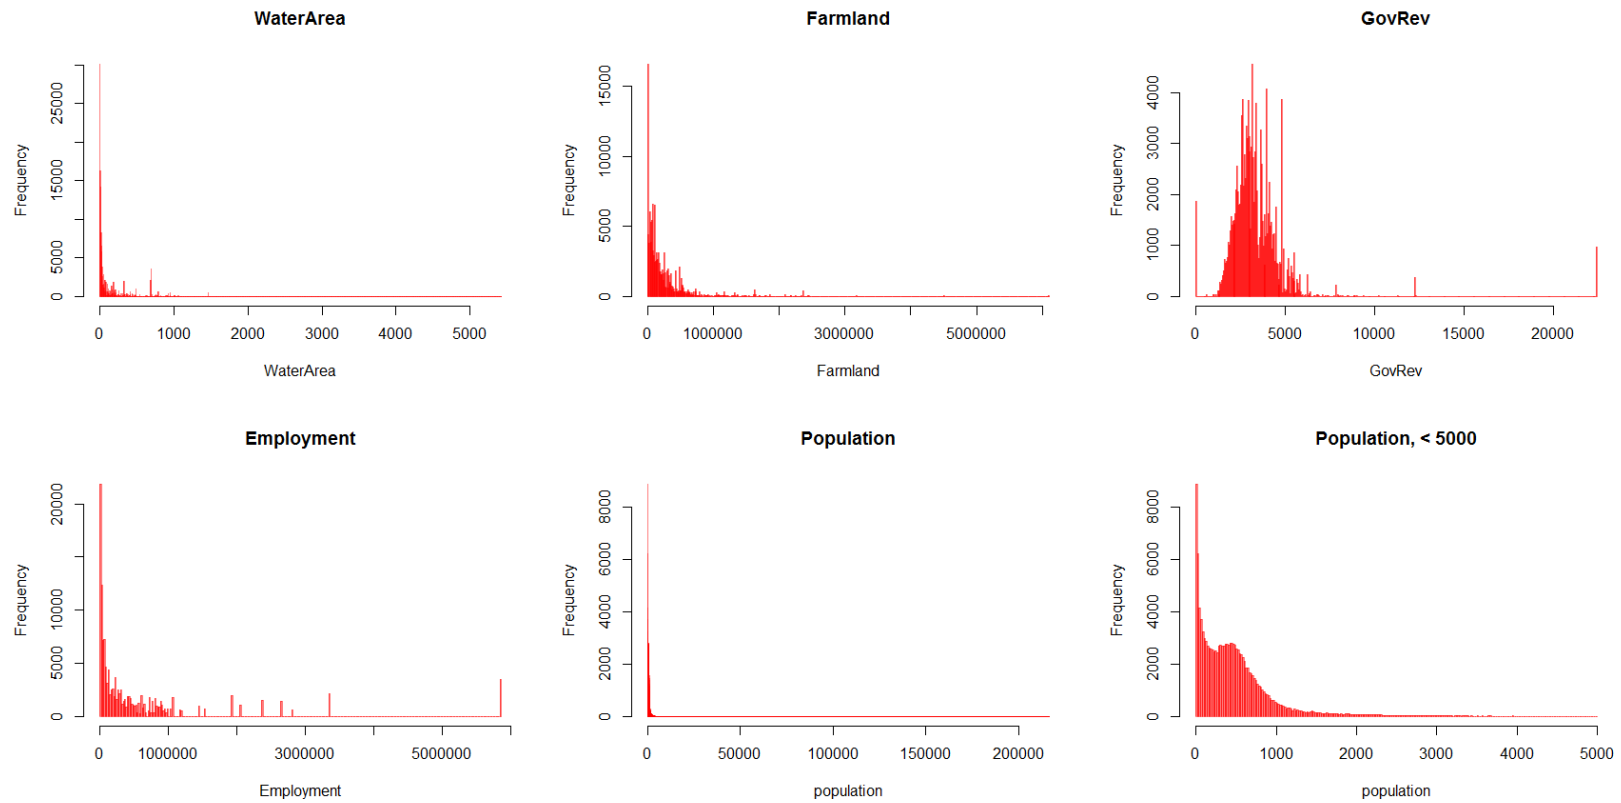 WaterArea
Frequency
0 5000 15000 25000
0 1000 2000 3000 4000 5000
WaterArea
Farmland
Frequency
0 5000 10000 15000
0 1000000 3000000 5000000
Farmland
GovRev
Frequency
0 1000 2000 3000 4000
0 5000 10000 15000 20000
GovRev
Employment
Frequency
0 5000 10000 20000
0 1000000 3000000 5000000
Employment
Population
Frequency
0 2000 4000 6000 8000
0 50000 100000 150000 200000
population
Population, < 5000
Frequency
0 2000 4000 6000 8000
0 1000 2000 3000 4000 5000
population